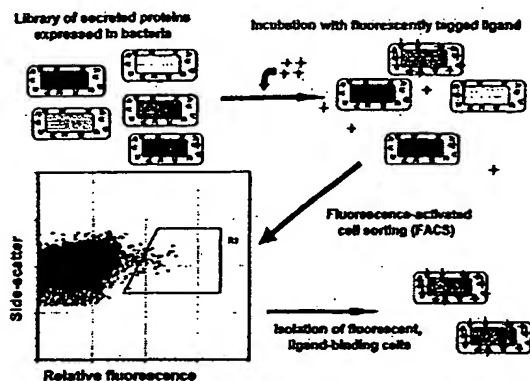 Library of secreted proteins
expressed in bacteria
Incubation with fluorescently tagged ligand
Fluorescence-activated
cell sorting (FACS)
Side-scatter
Relative fluorescence
Isolation of fluorescent,
ligand-binding cells